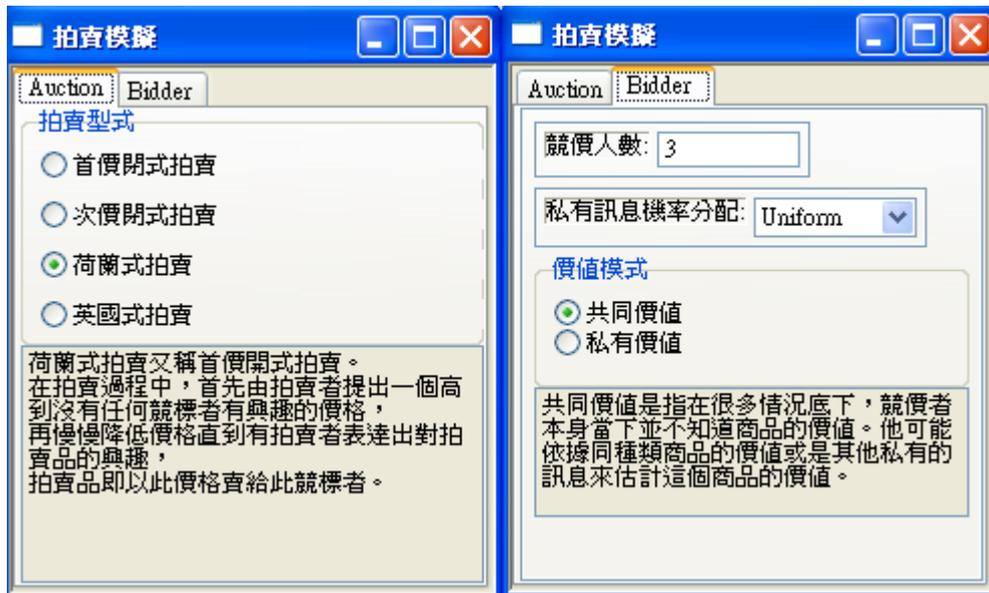 拍賣模擬
Auction
Bidder
拍賣型式
首價閉式拍賣
次價閉式拍賣
荷蘭式拍賣
英國式拍賣
荷蘭式拍賣又稱首價開式拍賣。
在拍賣過程中，首先由拍賣者提出一個高
到沒有任何競標者有興趣的價格，
再慢慢降低價格直到有拍賣者表達出對拍
賣品的興趣，
拍賣品即以此價格賣給此競標者。
拍賣模擬
Auction
Bidder
競價人數: 3
私有訊息機率分配: Uniform
價值模式
共同價值
私有價值
共同價值是指在很多情況底下，競價者
本身當下並不知道商品的價值。他可能
依據同種類商品的價值或是其他私有的
訊息來估計這個商品的價值。